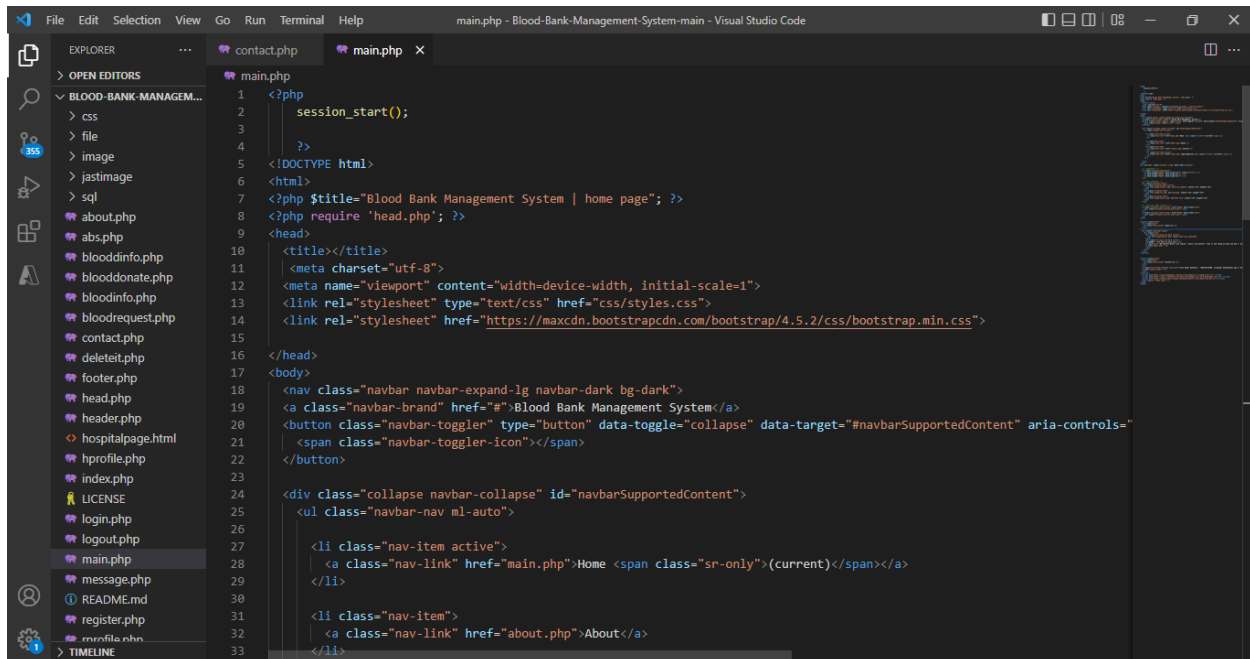 File Edit Selection View Go Run Terminal Help main.php - Blood-Bank-Management-System-main - Visual Studio Code
EXPLORER ···
contact.php main.php ×
> OPEN EDITORS
BLOOD-BANK-MANAGEM...
> css
> file
> image
> jastimage
> sql
about.php
abs.php
blooddinfo.php
blooddonate.php
bloodinfo.php
bloodrequest.php
contact.php
deleteit.php
footer.php
head.php
header.php
hospitalpage.html
hprofile.php
index.php
LICENSE
login.php
logout.php
main.php
message.php
README.md
register.php
rprofile.php
> TIMELINE
355
1
main.php
1 <?php
2 session_start();
3
4 ?>
5 <!DOCTYPE html>
6 <html>
7 <?php $title="Blood Bank Management System | home page"; ?>
8 <?php require 'head.php'; ?>
9 <head>
10 <title></title>
11 <meta charset="utf-8">
12 <meta name="viewport" content="width=device-width, initial-scale=1">
13 <link rel="stylesheet" type="text/css" href="css/styles.css">
14 <link rel="stylesheet" href="https://maxcdn.bootstrapcdn.com/bootstrap/4.5.2/css/bootstrap.min.css">
15
16 </head>
17 <body>
18 <nav class="navbar navbar-expand-lg navbar-dark bg-dark">
19 <a class="navbar-brand" href="#">Blood Bank Management System</a>
20 <button class="navbar-toggler" type="button" data-toggle="collapse" data-target="#navbarSupportedContent" aria-controls="
21 <span class="navbar-toggler-icon"></span>
22 </button>
23
24 <div class="collapse navbar-collapse" id="navbarSupportedContent">
25 <ul class="navbar-nav ml-auto">
26
27 <li class="nav-item active">
28 <a class="nav-link" href="main.php">Home <span class="sr-only">(current)</span></a>
29 </li>
30
31 <li class="nav-item">
32 <a class="nav-link" href="about.php">About</a>
33 </li>